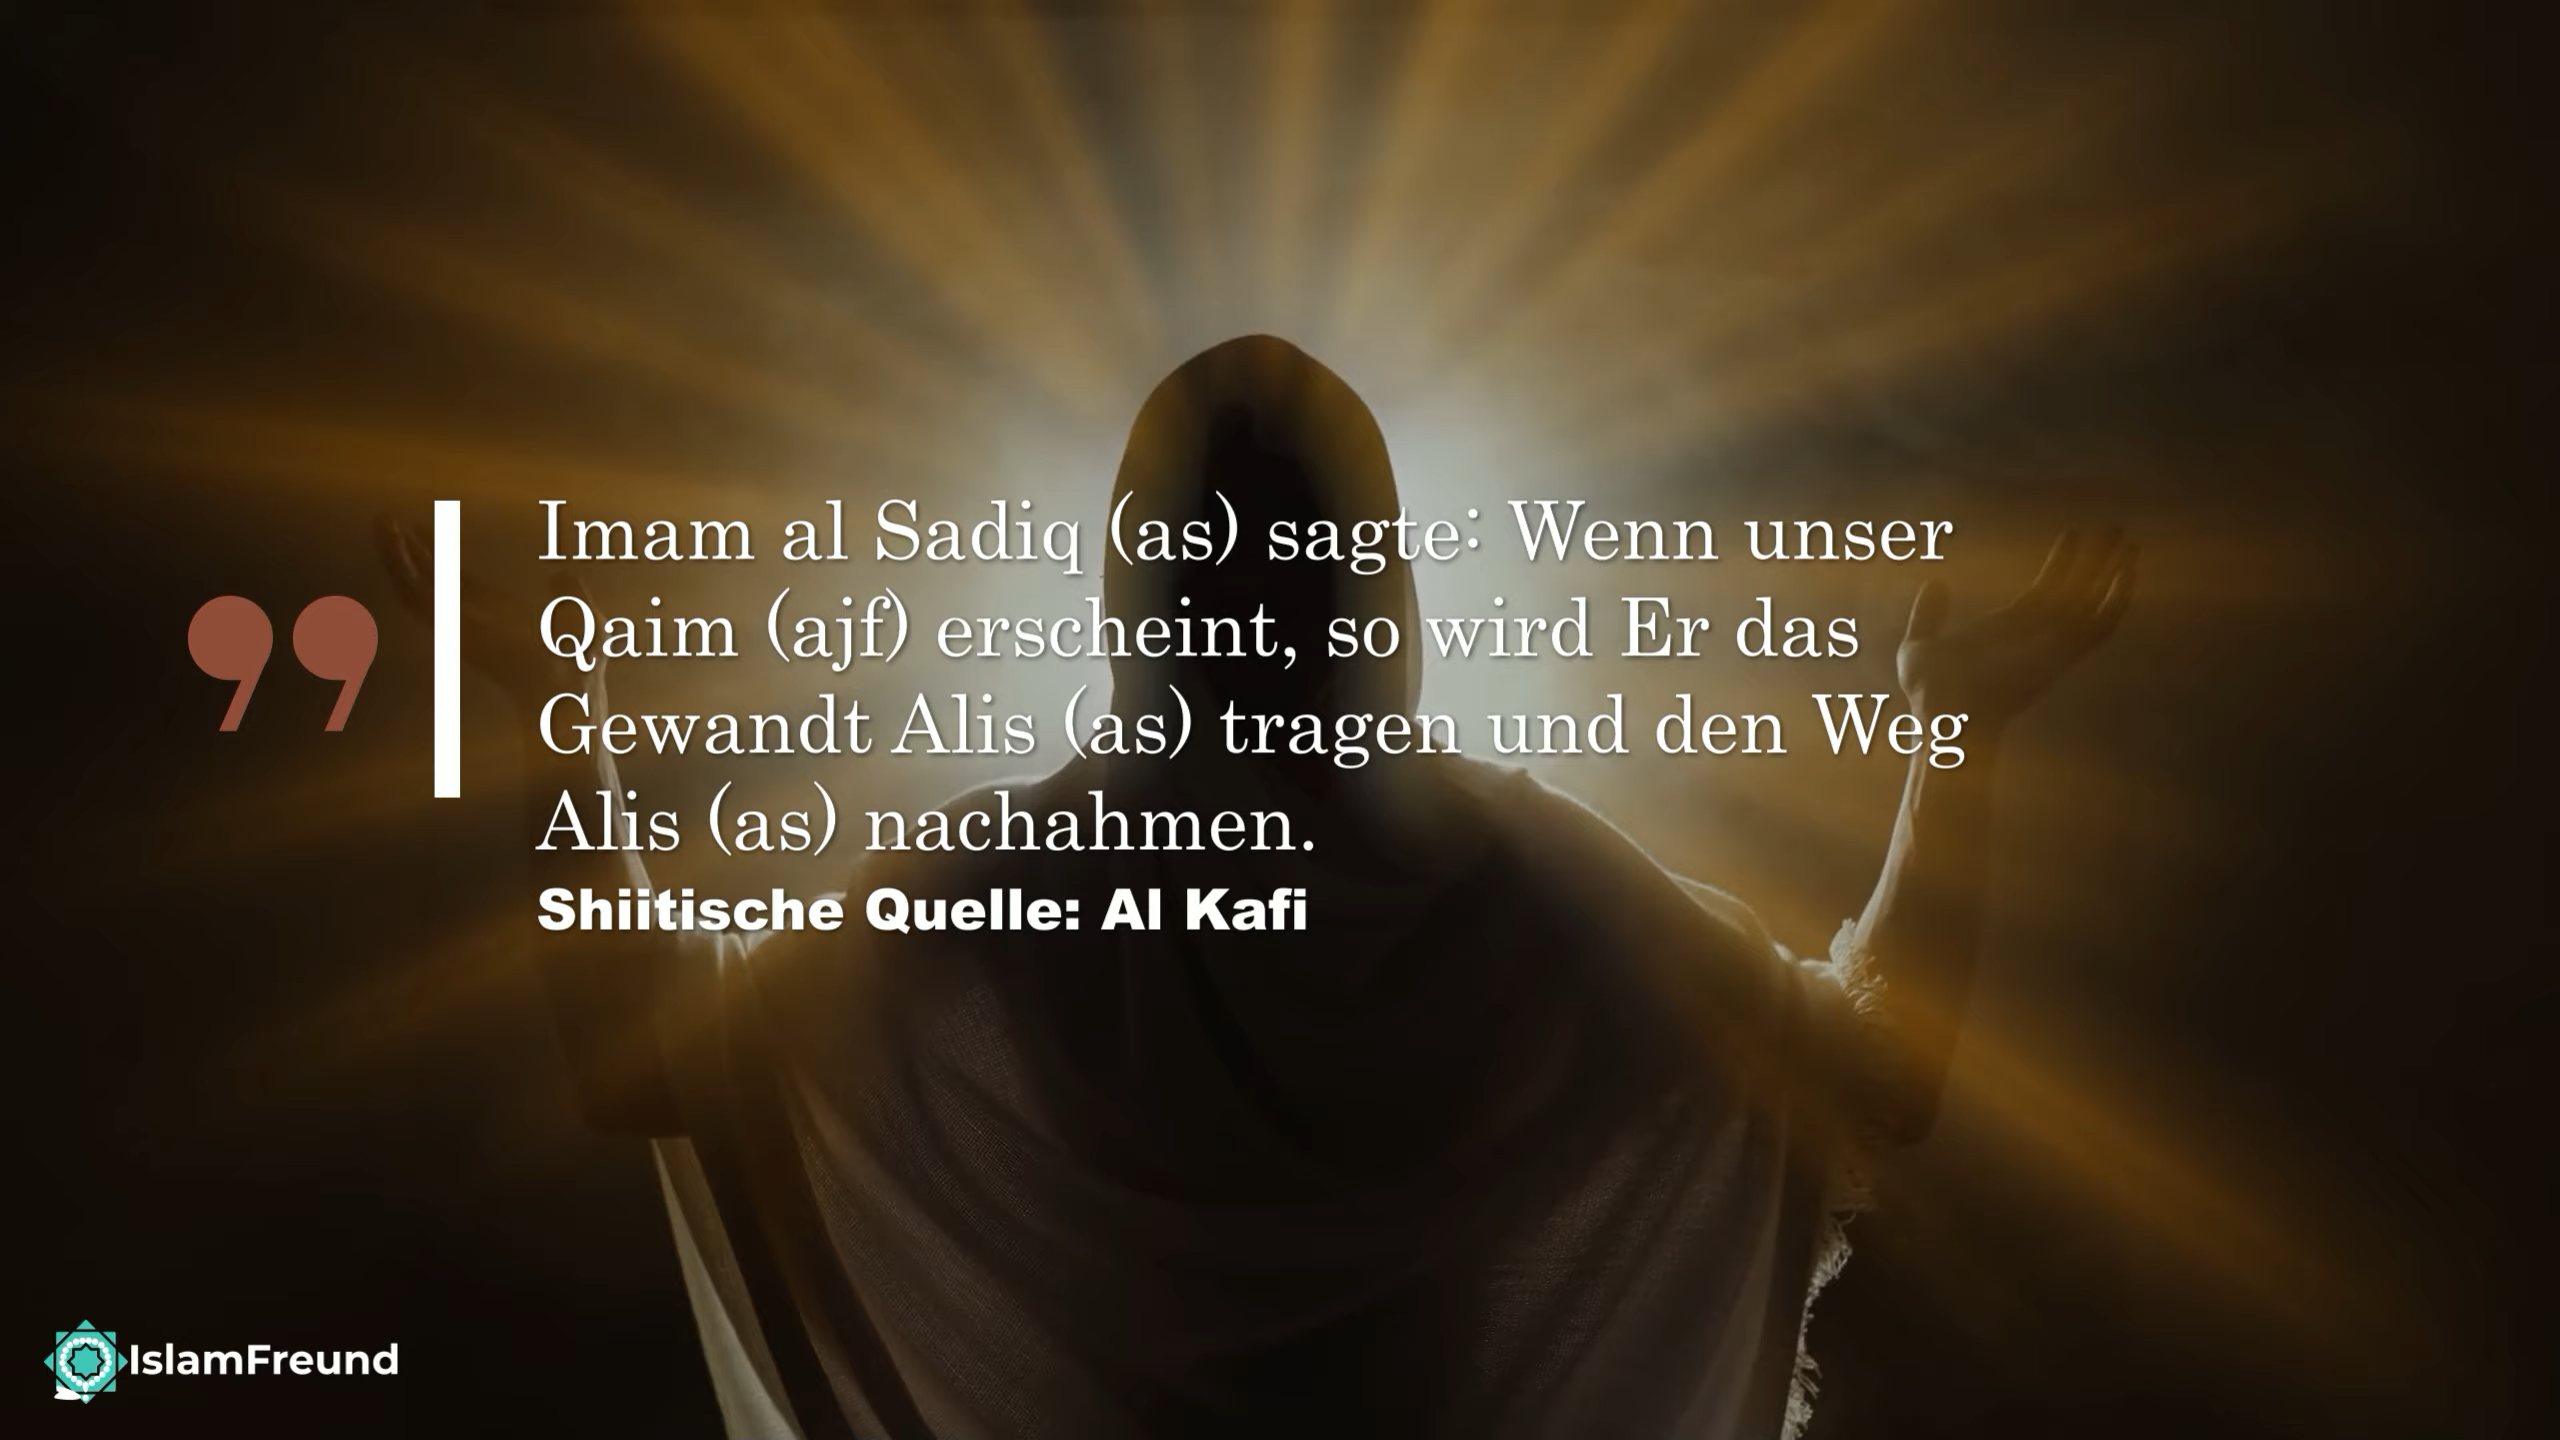 Imam al Sadiq (as) sagte: Wenn unser
Qaim (ajf) erscheint, so wird Er das
Gewandt Alis (as) tragen und den Weg
Alis (as) nachahmen.
Shiitische Quelle: Al Kafi
IslamFreund